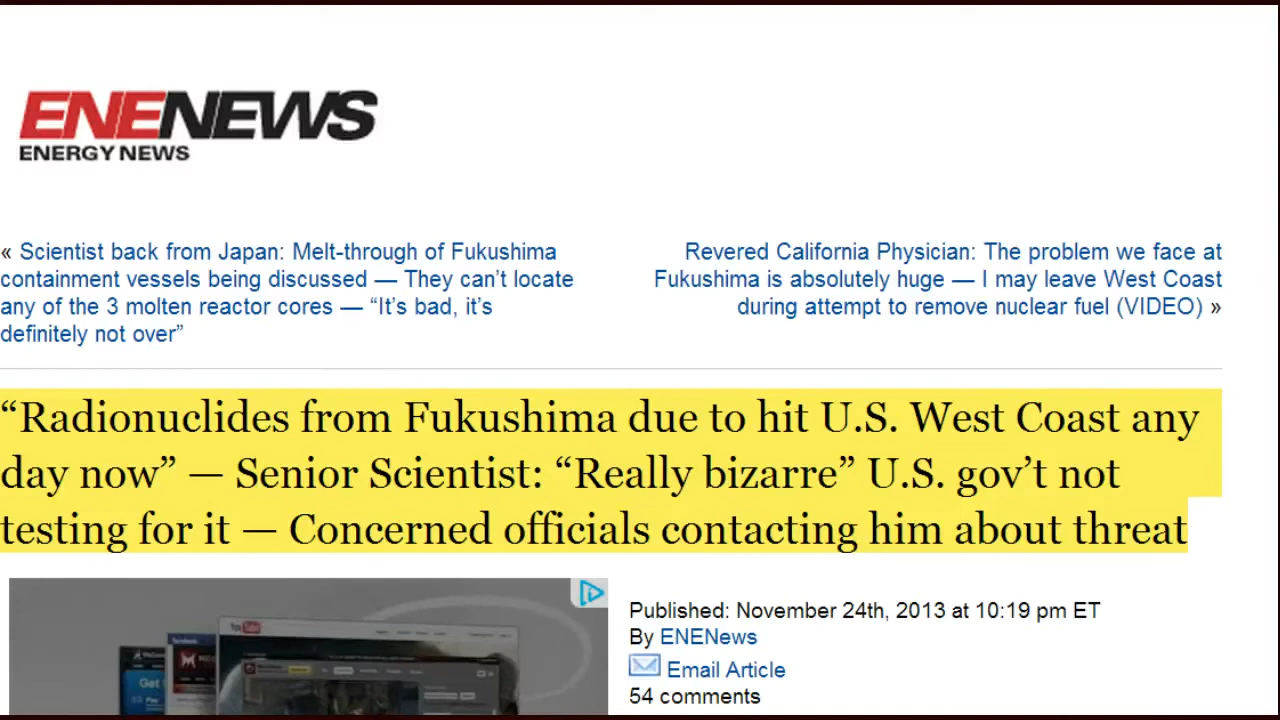 ENENEWS
ENERGY NEWS
« Scientist back from Japan: Melt-through of Fukushima
containment vessels being discussed — They can’t locate
any of the 3 molten reactor cores — “It’s bad, it’s
definitely not over”
Revered California Physician: The problem we face at
Fukushima is absolutely huge — I may leave West Coast
during attempt to remove nuclear fuel (VIDEO) »
“Radionuclides from Fukushima due to hit U.S. West Coast any
day now” — Senior Scientist: “Really bizarre” U.S. gov’t not
testing for it — Concerned officials contacting him about threat
Published: November 24th, 2013 at 10:19 pm ET
By ENENews
Email Article
54 comments
YouTube
facebook
Get